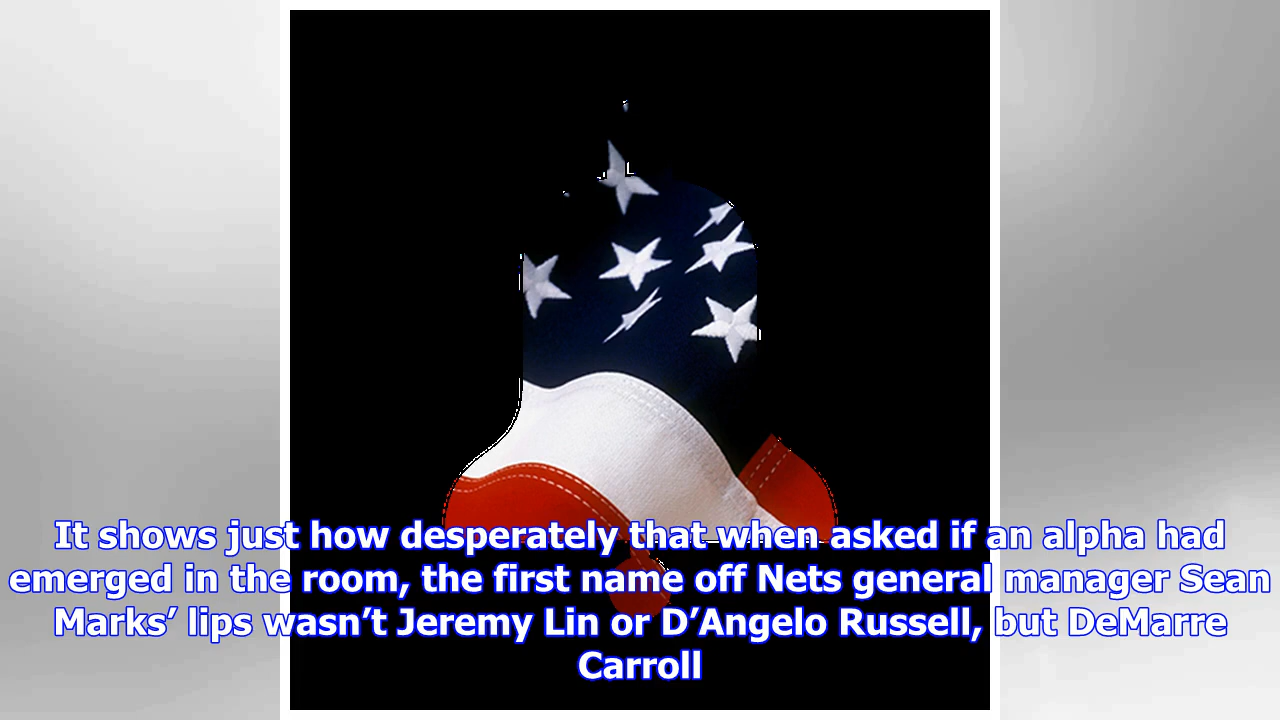 It shows just how desperately that when asked if an alpha had
emerged in the room, the first name off Nets general manager Sean
Marks’ lips wasn’t Jeremy Lin or D’Angelo Russell, but DeMarre
Carroll